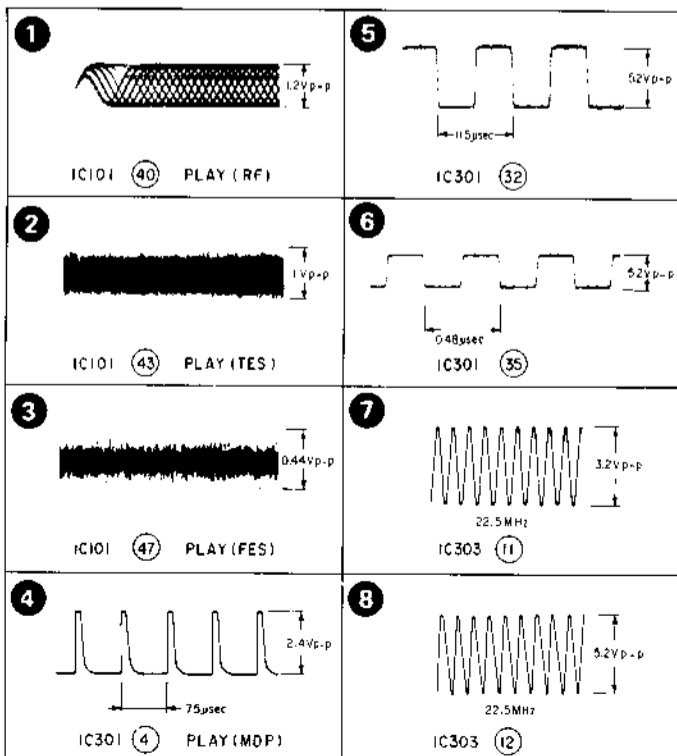 1
1.2Vp-p
IC101 40 PLAY (RF)
2
1Vp-p
IC101 43 PLAY (TES)
3
0.44Vp-p
IC101 47 PLAY (FES)
4
2.4Vp-p
7.5μsec
IC301 4 PLAY (MDP)
5
5.2Vp-p
11.5μsec
IC301 32
6
5.2Vp-p
0.48μsec
IC301 35
7
3.2Vp-p
22.5MHz
IC303 11
8
5.2Vp-p
22.5MHz
IC303 12